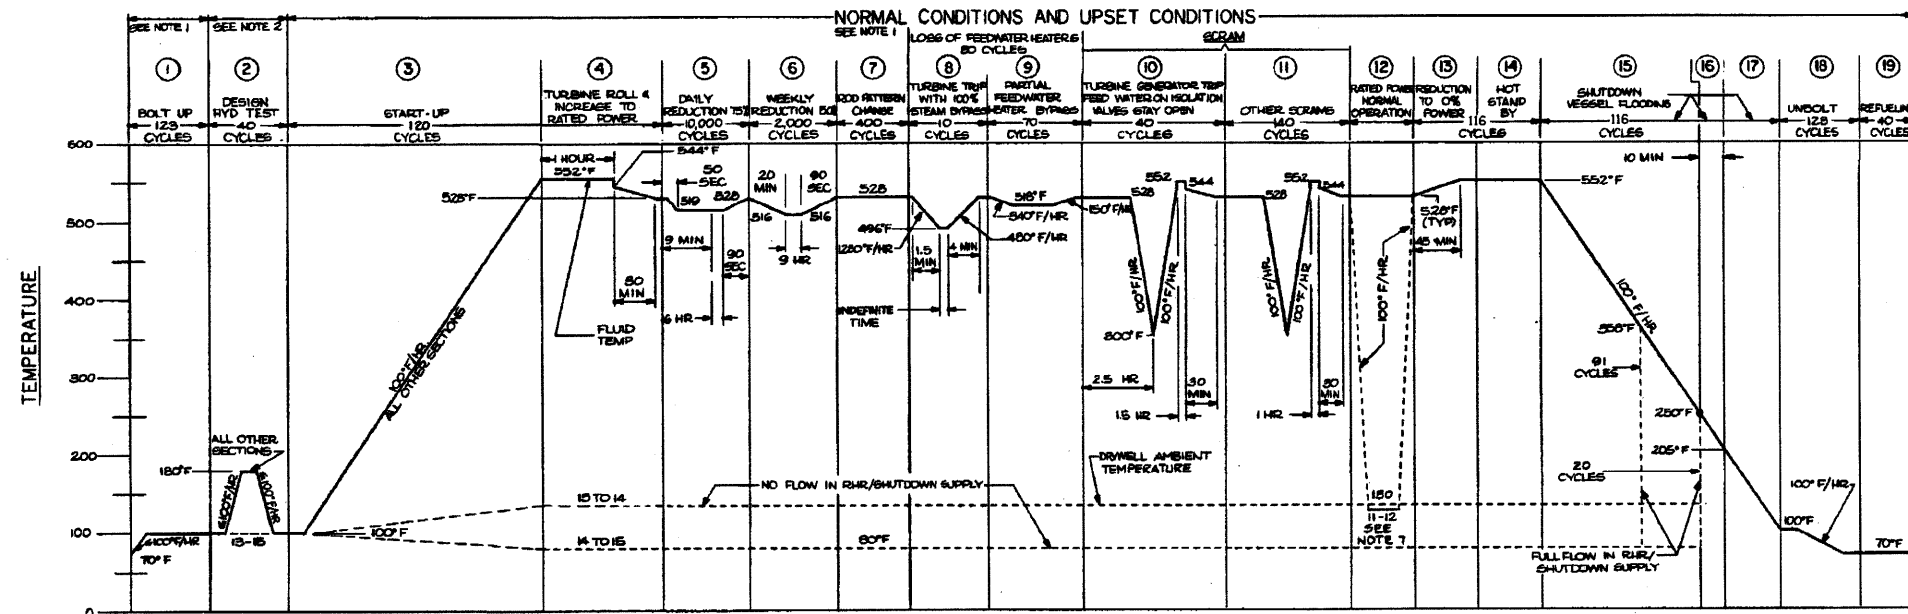 NORMAL CONDITIONS AND UPSET CONDITIONS
SEE NOTE 1
SEE NOTE 2
SEE NOTE 1
LOSS OF FEEDWATER HEATERS
80 CYCLES
SCRAM
1
2
3
4
5
6
7
8
9
10
11
12
13
14
15
16
17
18
19
BOLT UP
123
CYCLES
DESIGN
HYD TEST
40
CYCLES
START-UP
120
CYCLES
TURBINE ROLL &
INCREASE TO
RATED POWER
DAILY
REDUCTION 75%
10,000
CYCLES
WEEKLY
REDUCTION 50%
2,000
CYCLES
ROD PATTERN
CHANGE
400
CYCLES
TURBINE TRIP
WITH 100%
STEAM BYPASS
10
CYCLES
PARTIAL
FEEDWATER
HEATER BYPASS
70
CYCLES
TURBINE GENERATOR TRIP
FEED WATER ON ISOLATION
VALVES STAY OPEN
40
CYCLES
OTHER SCRAMS
140
CYCLES
RATED POWER
NORMAL
OPERATION
REDUCTION
TO 0%
POWER
HOT
STAND
BY
116
CYCLES
SHUTDOWN
VESSEL FLOODING
116
CYCLES
UNBOLT
123
CYCLES
REFUELING
40
CYCLES
TEMPERATURE
600
500
400
300
200
100
0
1 HOUR
552°F
544°F
528°F
50
SEC
519
528
20
MIN
90
SEC
516
516
528
9 MIN
90
SEC
9 HR
6 HR
80
MIN
FLUID
TEMP
496°F
1280°F/HR
1.5
MIN
4 MIN
INDEFINITE
TIME
518°F
340°F/HR
480°F/HR
150°F/HR
528
552
544
100°F/HR
100°F/HR
300°F
2.5 HR
30
MIN
1.5 HR
528
552
544
100°F/HR
100°F/HR
30
MIN
1 HR
100°F/HR
528°F
(TYP)
45 MIN
10 MIN
552°F
100°F/HR
358°F
91
CYCLES
250°F
205°F
20
CYCLES
ALL OTHER
SECTIONS
180°F
≤100°F/HR
≤100°F/HR
13-15
≤100°F/HR
70°F
100°F/HR
ALL OTHER SECTIONS
100°F
15 TO 14
14 TO 15
NO FLOW IN RHR/SHUTDOWN SUPPLY
80°F
DRYWELL AMBIENT
TEMPERATURE
150
11-12
SEE
NOTE 7
FULL FLOW IN RHR/
SHUTDOWN SUPPLY
100°F
100°F/HR
70°F